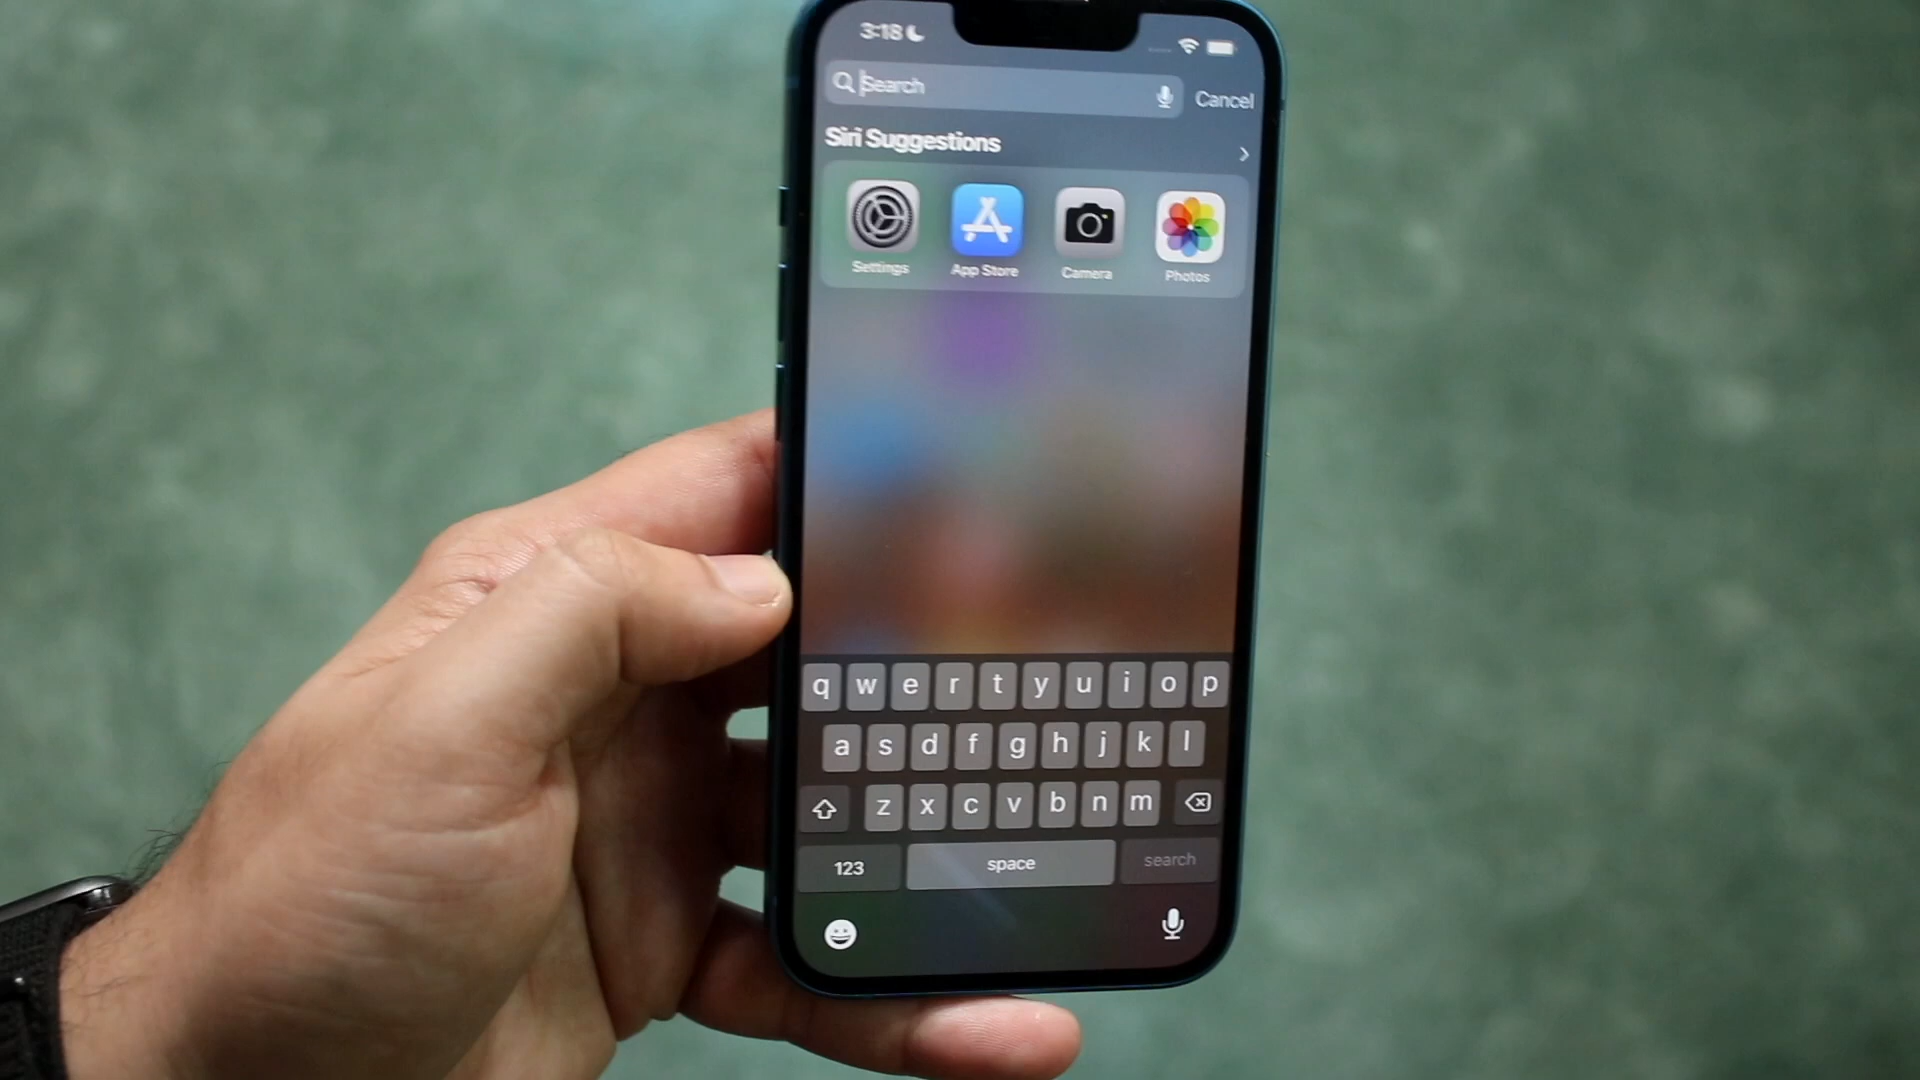 3:18
Search
Cancel
Siri Suggestions
Settings App Store Camera Photos
q w e r t y u i o p
a s d f g h j k l
z x c v b n m
123 space search